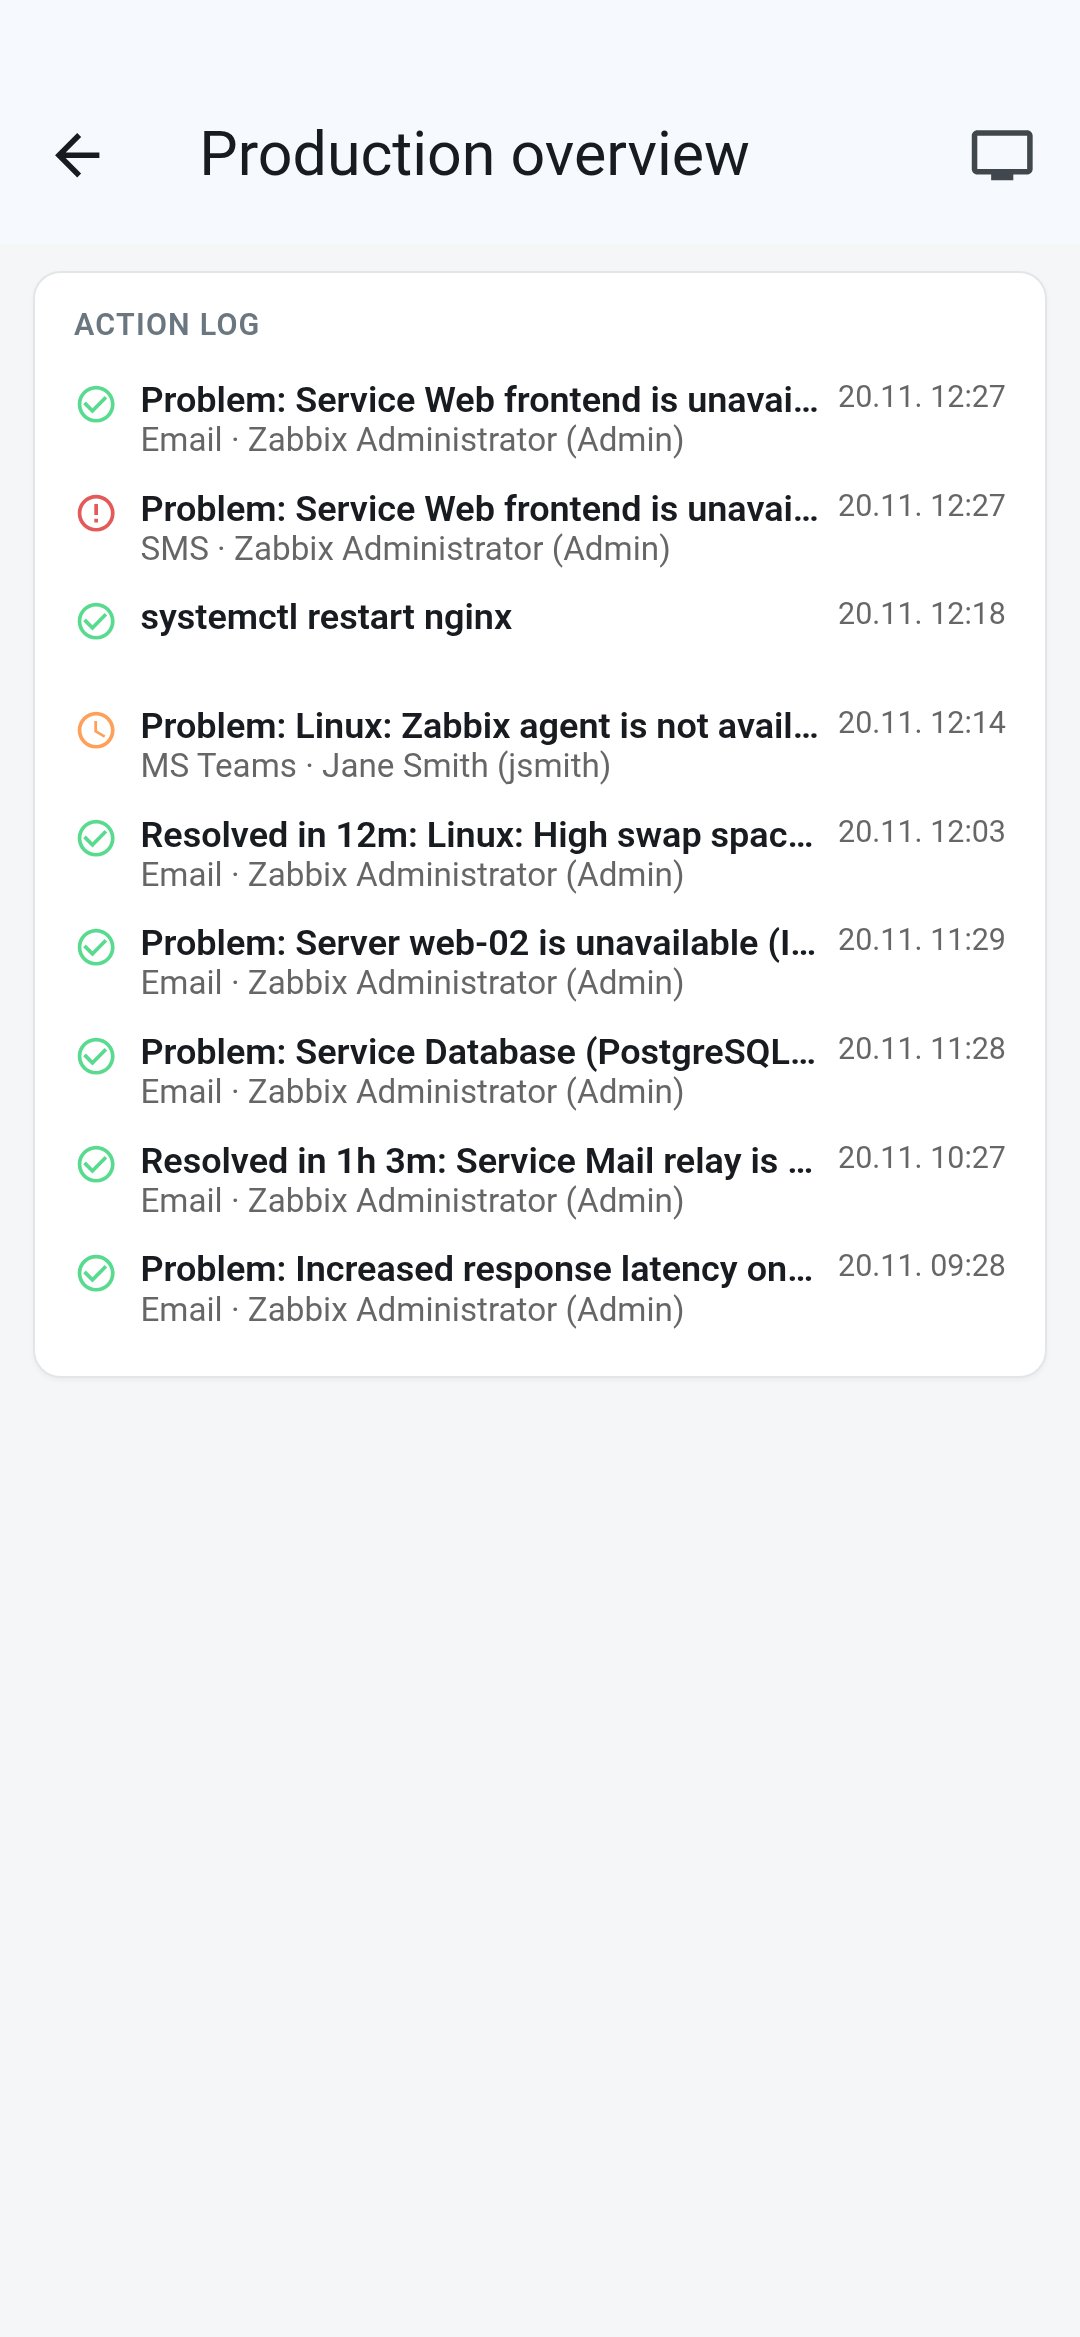 Production overview
ACTION LOG
Problem: Service Web frontend is unavai… 20.11. 12:27
Email · Zabbix Administrator (Admin)
Problem: Service Web frontend is unavai… 20.11. 12:27
SMS · Zabbix Administrator (Admin)
systemctl restart nginx 20.11. 12:18
Problem: Linux: Zabbix agent is not avail… 20.11. 12:14
MS Teams · Jane Smith (jsmith)
Resolved in 12m: Linux: High swap spac… 20.11. 12:03
Email · Zabbix Administrator (Admin)
Problem: Server web-02 is unavailable (I… 20.11. 11:29
Email · Zabbix Administrator (Admin)
Problem: Service Database (PostgreSQL… 20.11. 11:28
Email · Zabbix Administrator (Admin)
Resolved in 1h 3m: Service Mail relay is … 20.11. 10:27
Email · Zabbix Administrator (Admin)
Problem: Increased response latency on… 20.11. 09:28
Email · Zabbix Administrator (Admin)